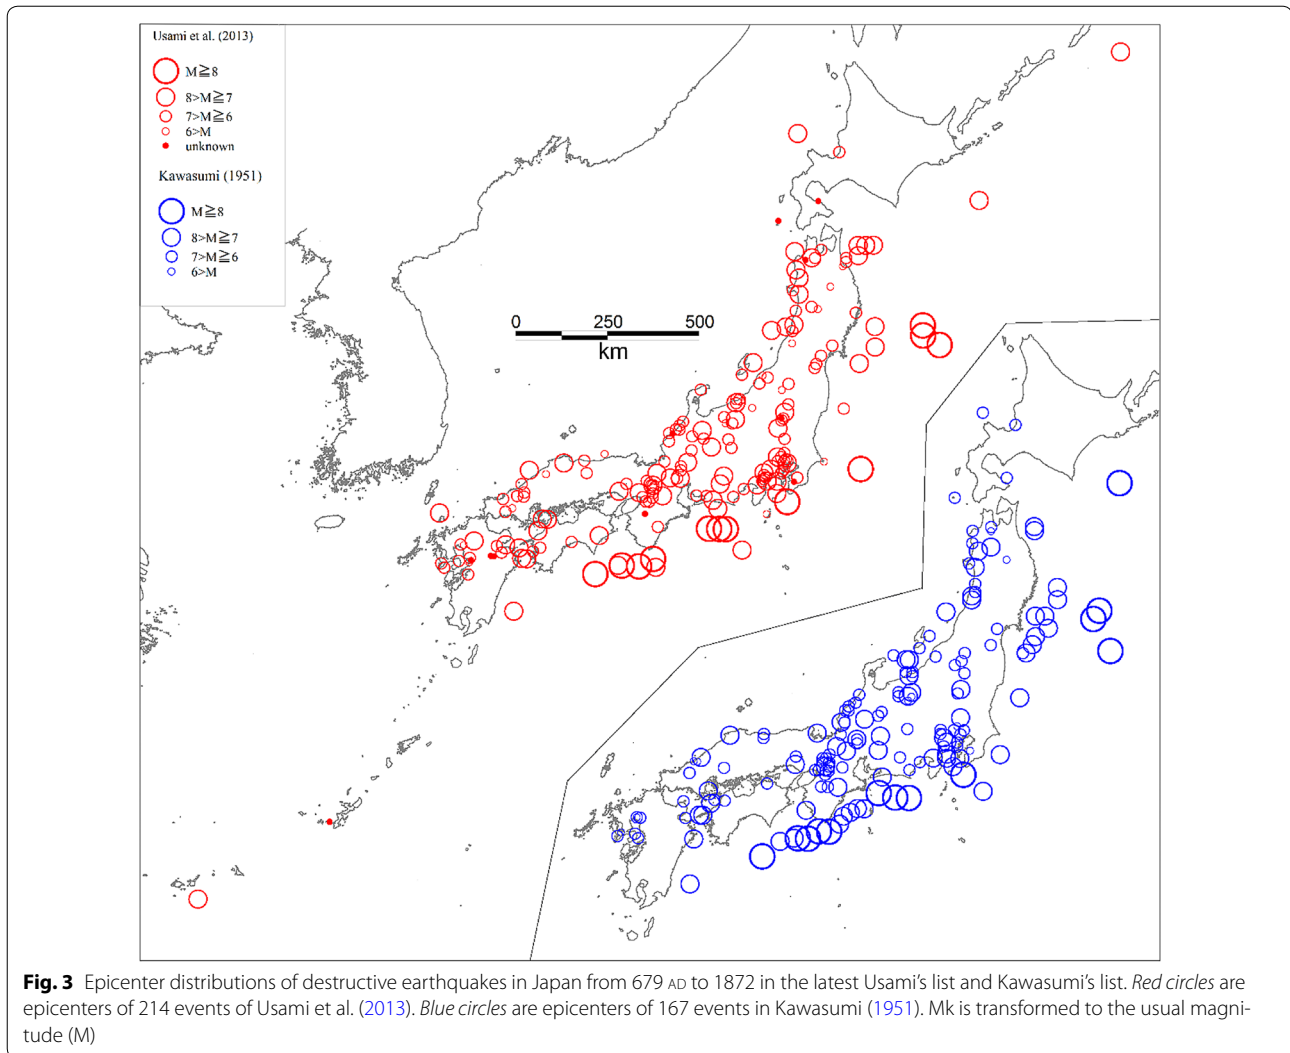 Usami et al. (2013)
M≧8
8>M≧7
7>M≧6
6>M
unknown
Kawasumi (1951)
M≧8
8>M≧7
7>M≧6
6>M
0 250 500
km
Fig. 3 Epicenter distributions of destructive earthquakes in Japan from 679 AD to 1872 in the latest Usami's list and Kawasumi's list. Red circles are
epicenters of 214 events of Usami et al. (2013). Blue circles are epicenters of 167 events in Kawasumi (1951). Mk is transformed to the usual magni-
tude (M)